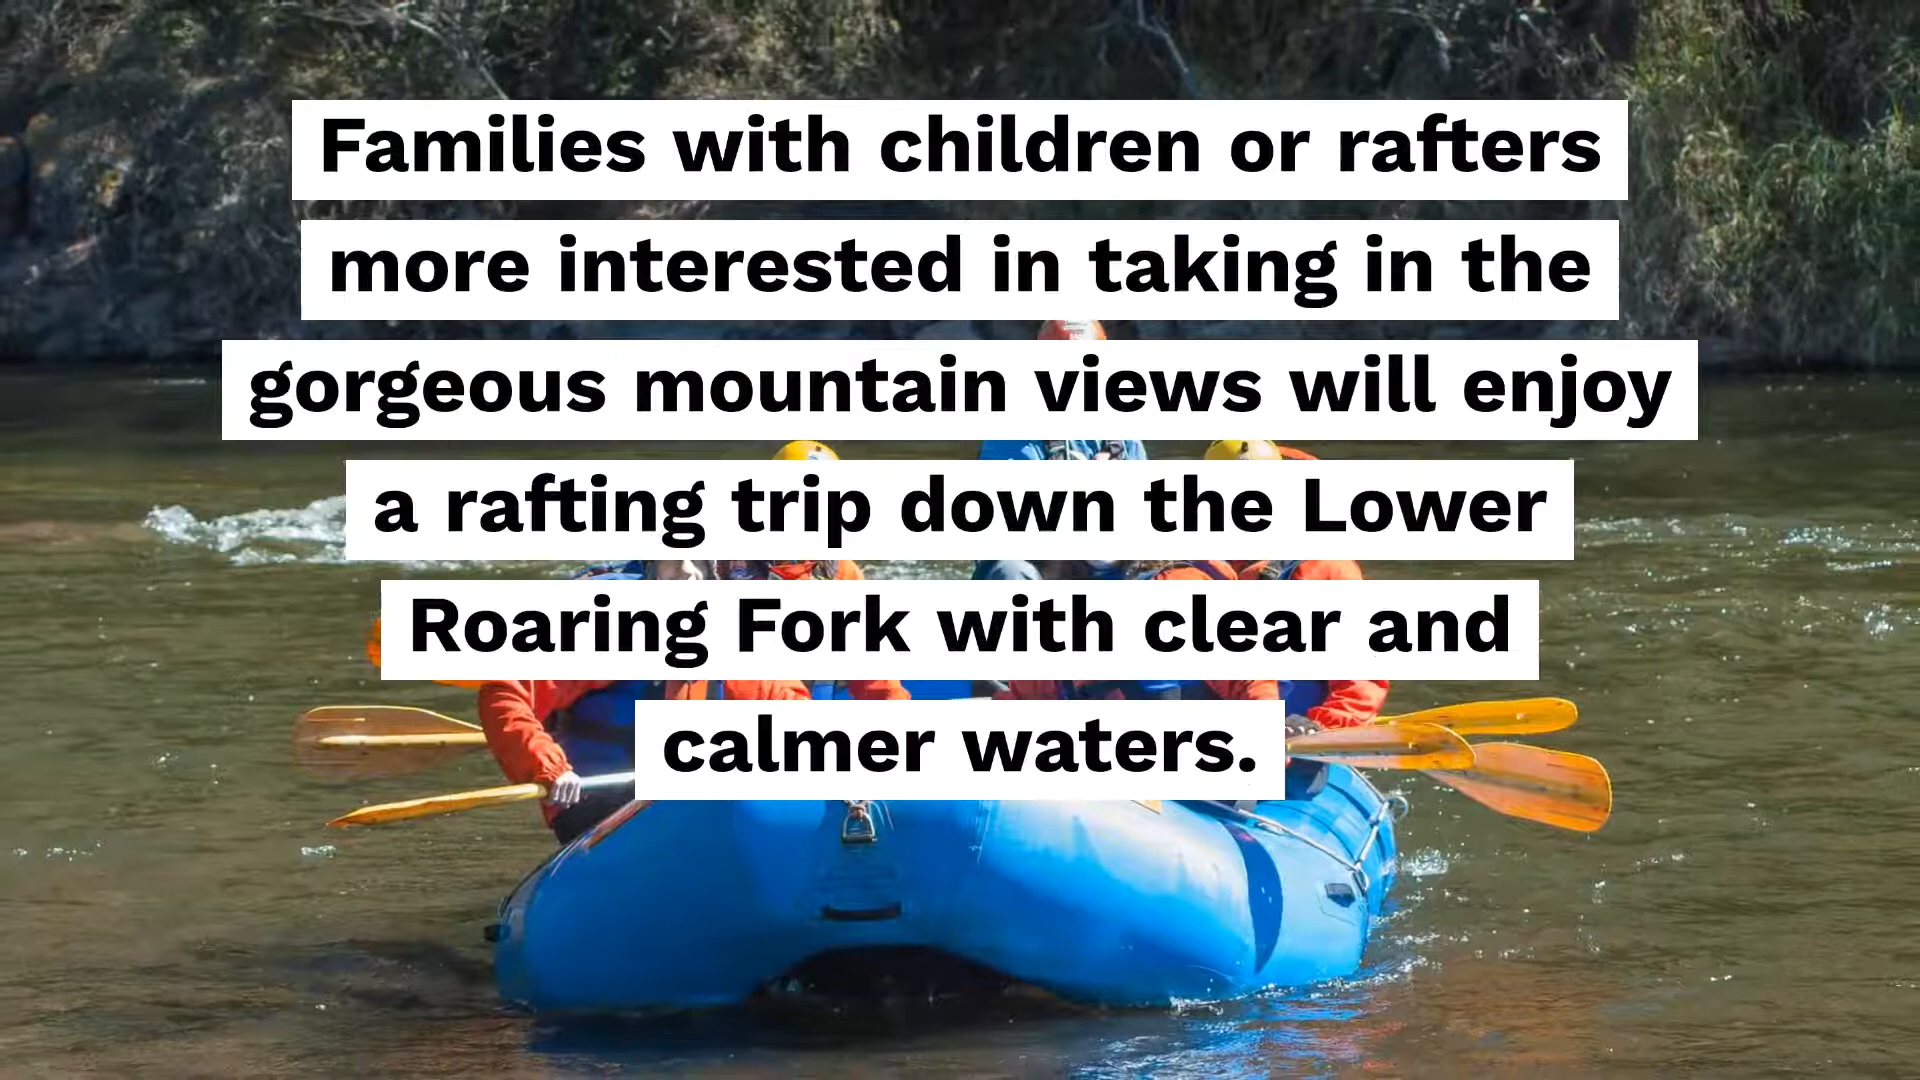 Families with children or rafters
more interested in taking in the
gorgeous mountain views will enjoy
a rafting trip down the Lower
Roaring Fork with clear and
calmer waters.